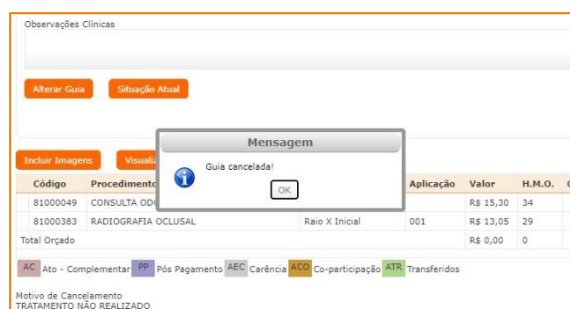 Observações Clínicas
Alterar Guia Situação Atual
Mensagem
Guia cancelada!
OK
Incluir Imagens
Código Procedimento Aplicação Valor H.M.O.
81000049 CONSULTA R$ 15,30 34
81000383 RADIOGRAFIA OCLUSAL Raio X Inicial 001 R$ 13,05 29
Total Orçado R$ 0,00 0
AC Ato - Complementar PP Pós Pagamento AEC Carência ACO Co-participação ATR Transferidos
Motivo de Cancelamento
TRATAMENTO NÃO REALIZADO